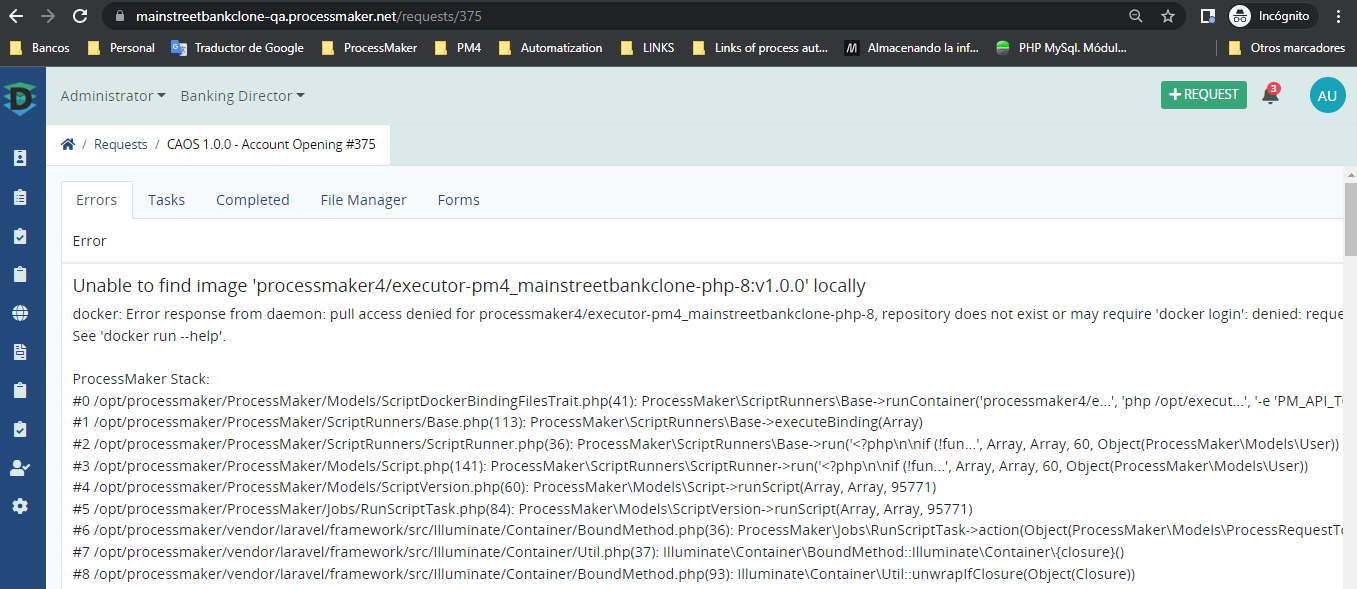 mainstreetbankclone-qa.processmaker.net/requests/375
Incógnito
Bancos
Personal
Traductor de Google
ProcessMaker
PM4
Automatization
LINKS
Links of process aut...
Almacenando la inf...
PHP MySql. Módul...
Otros marcadores
Administrator
Banking Director
+ REQUEST
3
AU
/ Requests / CAOS 1.0.0 - Account Opening #375
Errors
Tasks
Completed
File Manager
Forms
Error
Unable to find image 'processmaker4/executor-pm4_mainstreetbankclone-php-8:v1.0.0' locally
docker: Error response from daemon: pull access denied for processmaker4/executor-pm4_mainstreetbankclone-php-8, repository does not exist or may require 'docker login': denied: reque
See 'docker run --help'.
ProcessMaker Stack:
#0 /opt/processmaker/ProcessMaker/Models/ScriptDockerBindingFilesTrait.php(41): ProcessMaker\ScriptRunners\Base->runContainer('processmaker4/e...', 'php /opt/execut...', '-e 'PM_API_TO
#1 /opt/processmaker/ProcessMaker/ScriptRunners/Base.php(113): ProcessMaker\ScriptRunners\Base->executeBinding(Array)
#2 /opt/processmaker/ProcessMaker/ScriptRunners/ScriptRunner.php(36): ProcessMaker\ScriptRunners\Base->run('<?php\n\nif (!fun...', Array, Array, 60, Object(ProcessMaker\Models\User))
#3 /opt/processmaker/ProcessMaker/Models/Script.php(141): ProcessMaker\ScriptRunners\ScriptRunner->run('<?php\n\nif (!fun...', Array, Array, 60, Object(ProcessMaker\Models\User))
#4 /opt/processmaker/ProcessMaker/Models/ScriptVersion.php(60): ProcessMaker\Models\Script->runScript(Array, Array, 95771)
#5 /opt/processmaker/ProcessMaker/Jobs/RunScriptTask.php(84): ProcessMaker\Models\ScriptVersion->runScript(Array, Array, 95771)
#6 /opt/processmaker/vendor/laravel/framework/src/Illuminate/Container/BoundMethod.php(36): ProcessMaker\Jobs\RunScriptTask->action(Object(ProcessMaker\Models\ProcessRequestTo
#7 /opt/processmaker/vendor/laravel/framework/src/Illuminate/Container/Util.php(37): Illuminate\Container\BoundMethod::Illuminate\Container\{closure}()
#8 /opt/processmaker/vendor/laravel/framework/src/Illuminate/Container/BoundMethod.php(93): Illuminate\Container\Util::unwrapIfClosure(Object(Closure))